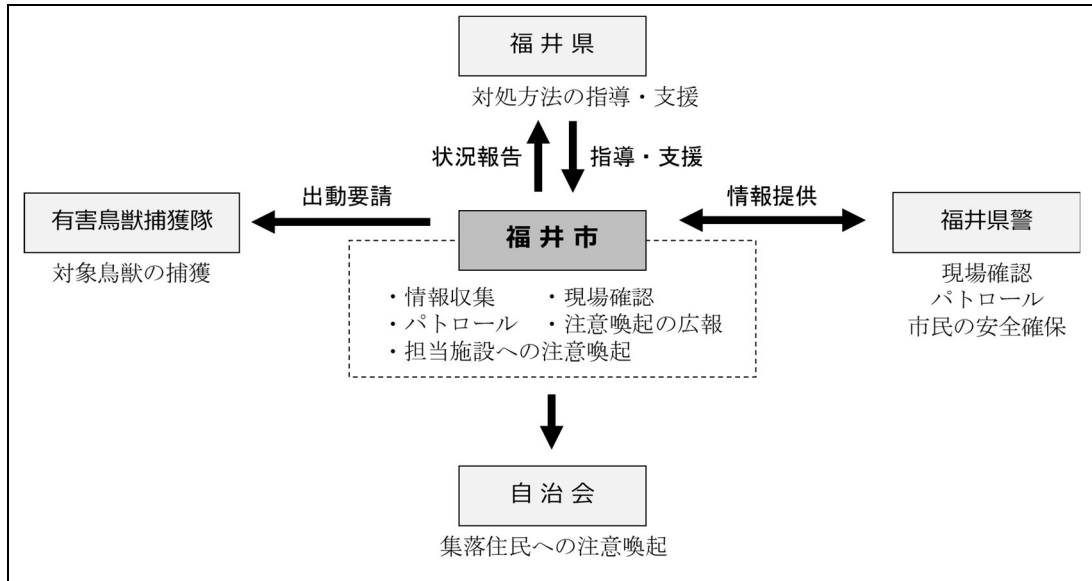 福井県
対処方法の指導・支援
状況報告
指導・支援
出動要請
情報提供
有害鳥獣捕獲隊
対象鳥獣の捕獲
福井市
・情報収集 ・現場確認
・パトロール ・注意喚起の広報
・担当施設への注意喚起
福井県警
現場確認
パトロール
市民の安全確保
自治会
集落住民への注意喚起